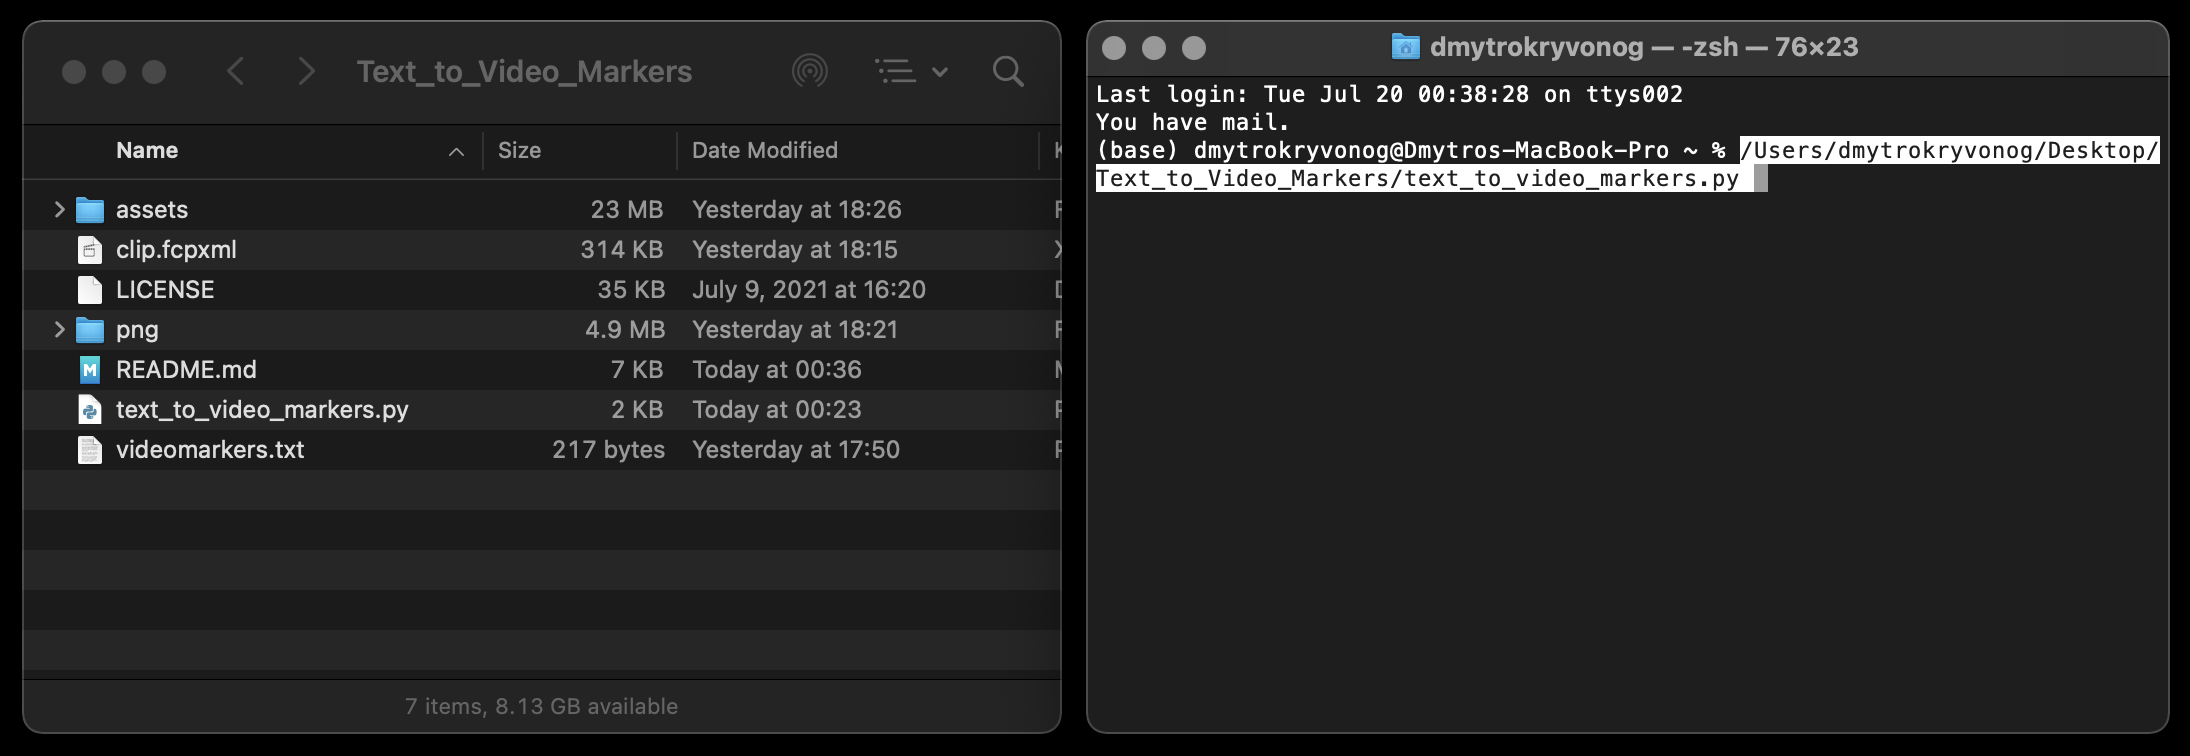 Text_to_Video_Markers
Name Size Date Modified
assets 23 MB Yesterday at 18:26
clip.fcpxml 314 KB Yesterday at 18:15
LICENSE 35 KB July 9, 2021 at 16:20
png 4.9 MB Yesterday at 18:21
README.md 7 KB Today at 00:36
text_to_video_markers.py 2 KB Today at 00:23
videomarkers.txt 217 bytes Yesterday at 17:50
7 items, 8.13 GB available
dmytrokryvonog — -zsh — 76×23
Last login: Tue Jul 20 00:38:28 on ttys002
You have mail.
(base) dmytrokryvonog@Dmytros-MacBook-Pro ~ % /Users/dmytrokryvonog/Desktop/
Text_to_Video_Markers/text_to_video_markers.py